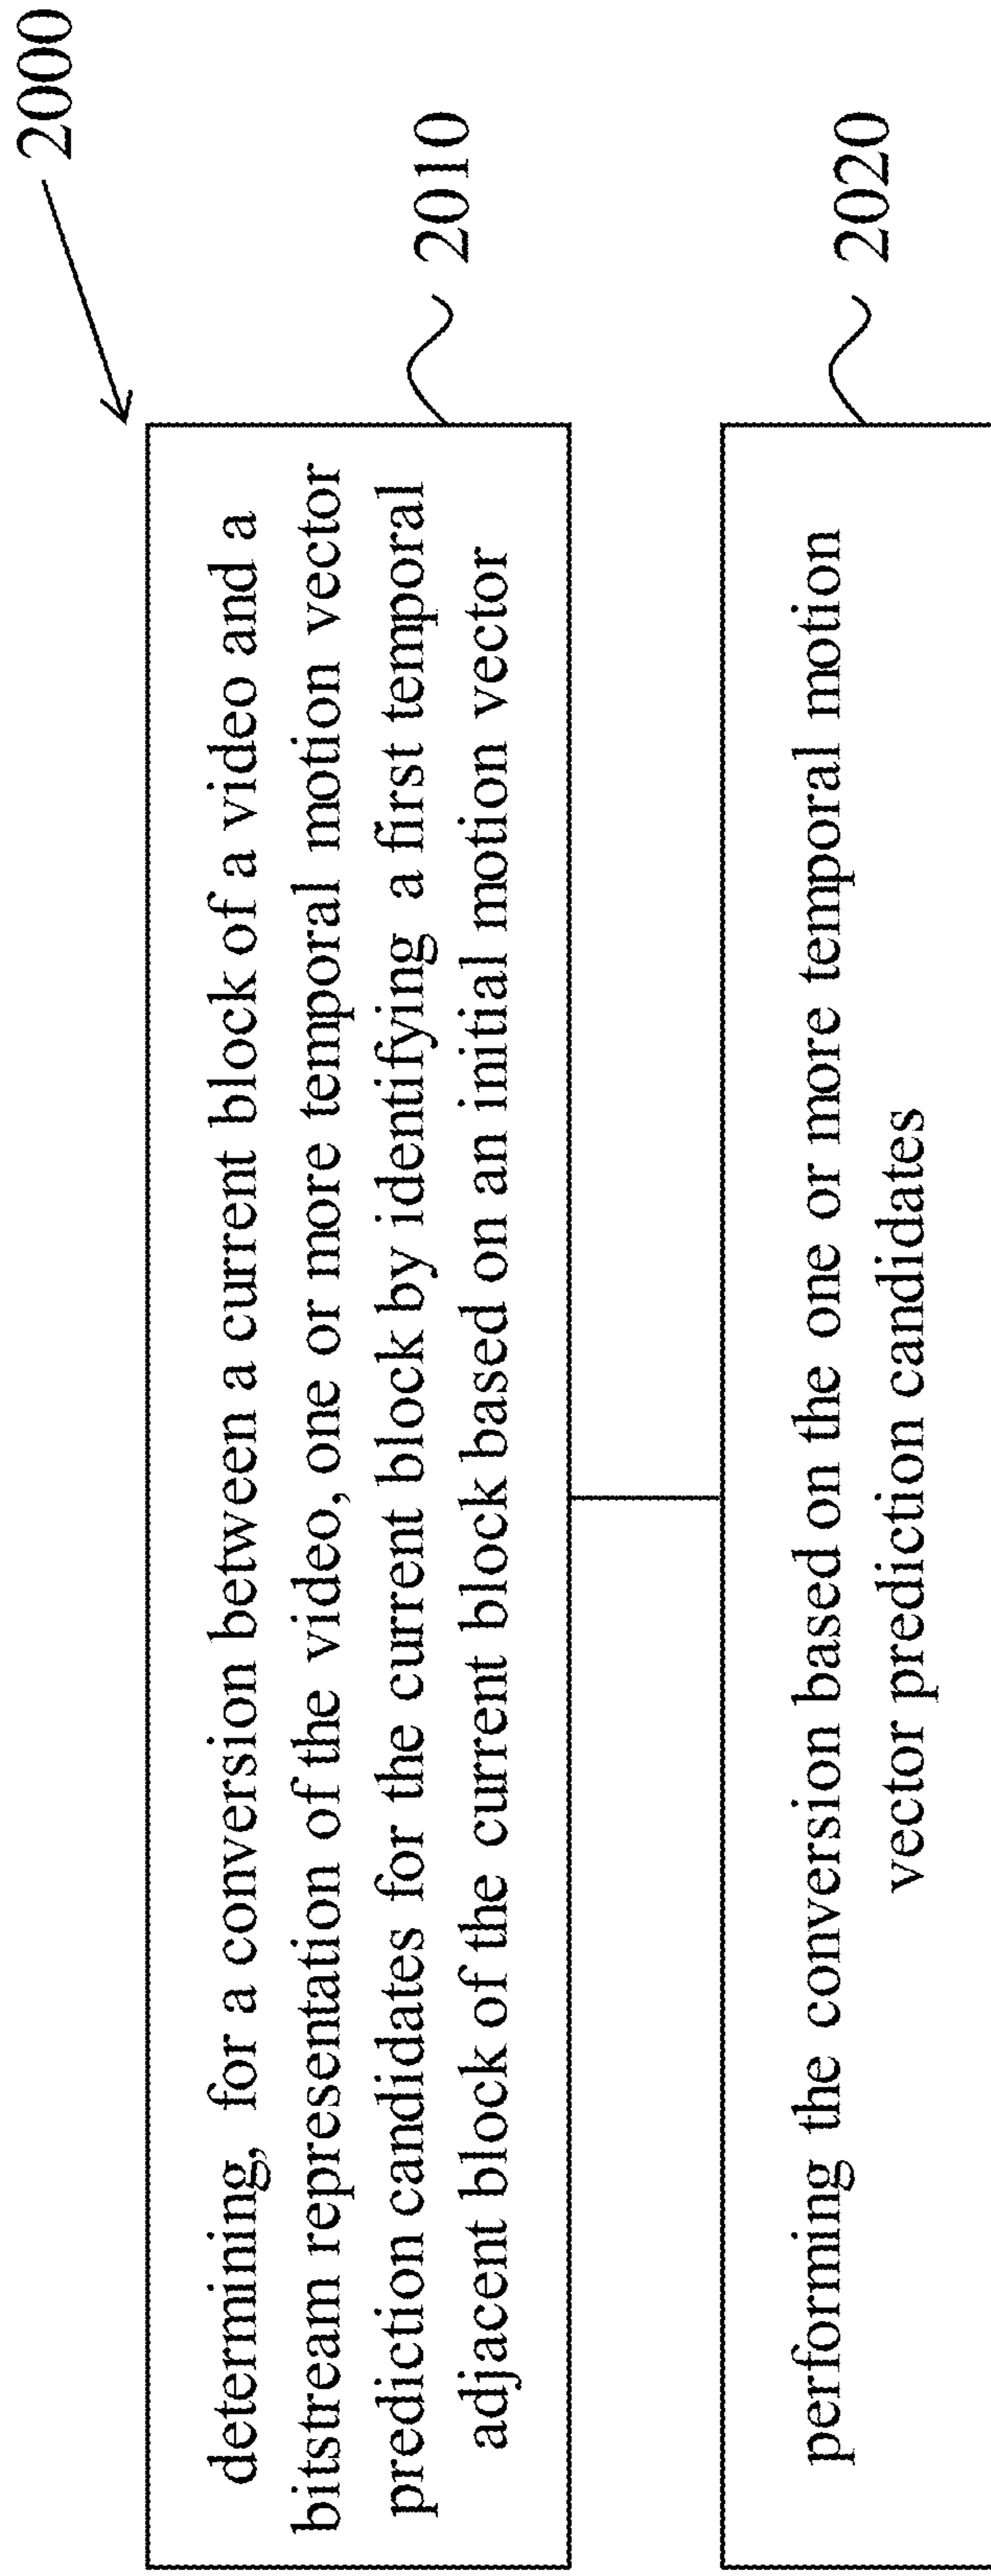 2000
determining, for a conversion between a current block of a video and a
bitstream representation of the video, one or more temporal motion vector
prediction candidates for the current block by identifying a first temporal
adjacent block of the current block based on an initial motion vector
2010
performing the conversion based on the one or more temporal motion
vector prediction candidates
2020